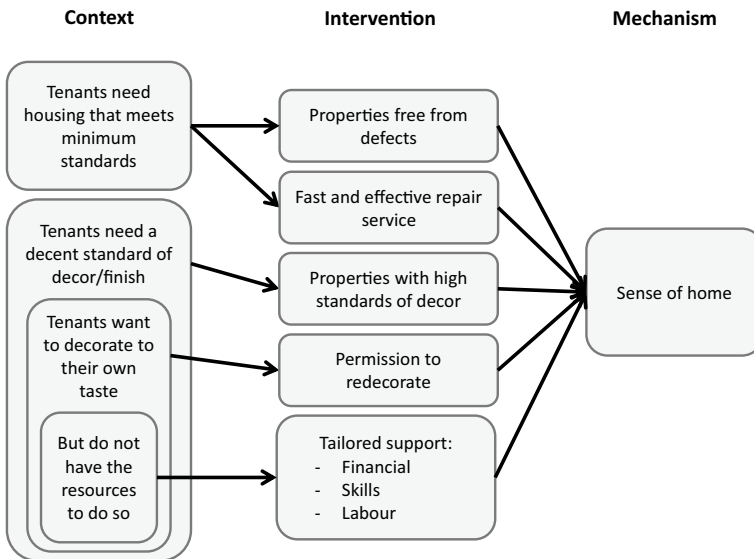 Context
Intervention
Mechanism
Tenants need
housing that meets
minimum
standards
Tenants need a
decent standard of
decor/finish
Tenants want
to decorate to
their own
taste
But do not
have the
resources
to do so
Properties free from
defects
Fast and effective repair
service
Properties with high
standards of decor
Permission to
redecorate
Tailored support:
- Financial
- Skills
- Labour
Sense of home